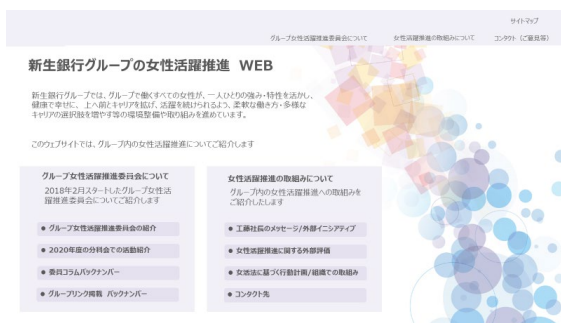 サイトマップ
グループ女性活躍推進委員会について　女性活躍推進の取組みについて　コンタクト（ご意見等）
新生銀行グループの女性活躍推進 WEB
新生銀行グループでは、グループで働くすべての女性が、一人ひとりの強み・特性を活かし、
健康で幸せに、上へ前とキャリアを拡げ、活躍を続けられるよう、柔軟な働き方・多様な
キャリアの選択肢を増やす等の環境整備や取り組みを進めています。
このウェブサイトでは、グループ内の女性活躍推進についてご紹介します
グループ女性活躍推進委員会について
2018年2月スタートしたグループ女性活
躍推進委員会についてご紹介します
● グループ女性活躍推進委員会の紹介
● 2020年度の分科会での活動紹介
● 委員コラムバックナンバー
● グループリンク掲載 バックナンバー
女性活躍推進の取組みについて
グループ内の女性活躍推進への取組みを
ご紹介したします
● 工藤社長のメッセージ/外部イニシアティブ
● 女性活躍推進に関する外部評価
● 女活法に基づく行動計画/組織での取組み
● コンタクト先